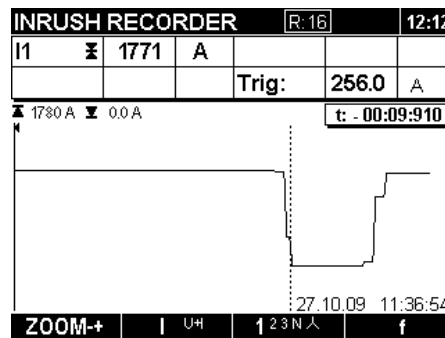 INRUSH RECORDER R: 16 12:12
I1 1771 A
Trig: 256.0 A
1780 A 0.0 A t: - 00:09:910
27.10.09 11:36:54
ZOOM-+ I U+I 1 2 3 N f